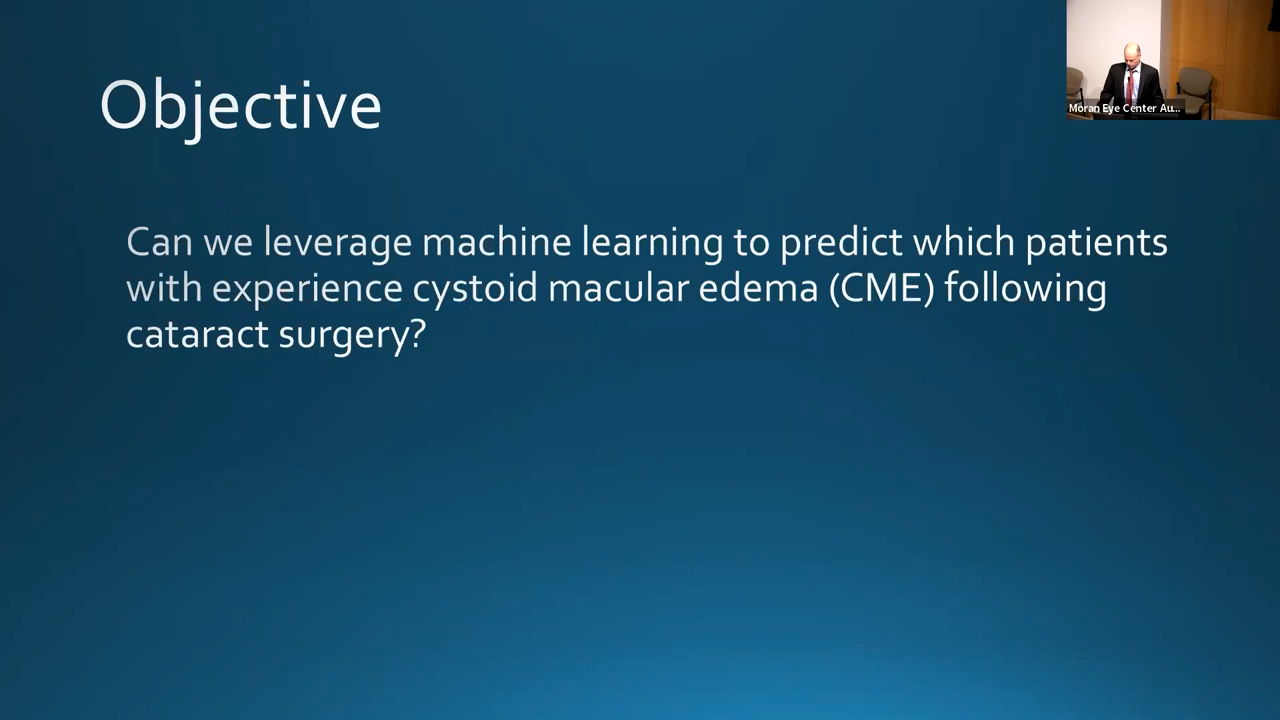 Objective
Can we leverage machine learning to predict which patients
with experience cystoid macular edema (CME) following
cataract surgery?
Moran Eye Center Au...